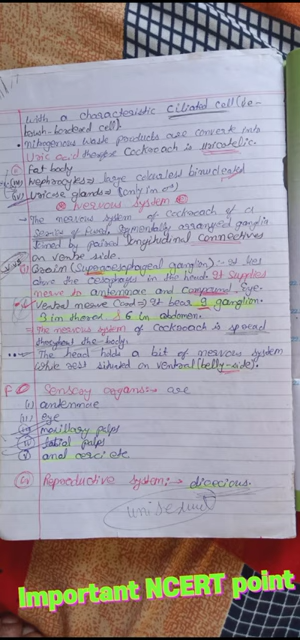 with a characteristic ciliated cell (be-
brush-bordered cell)
• Nitrogenous waste products are converte into
Uric acid therefore Cockroach is uricotelic.
Fat body
Nephrocytes → large colourless binucleated
Uricose glands → (only in ♂)
Nervous system
→ The nervous system of cockroach of a
series of fused segmentally arranged ganglia
joined by paired longitudinal connectives
on ventral side.
Brain (Supraoesophageal ganglion) :- It lies
above the oesophagus in the head. It supplies
nerve to antennae and compound eye.
Ventral nerve cord → It bear 9 ganglion.
3 in thorax & 6 in abdomen.
→ The nervous system of cockroach is spread
throughout the body.
→ The head holds a bit of nervous system
while rest situated on ventral (belly-side).
F Sensory organs are
(i) antennae
(ii) eye
(iii) maxillary palps
(iv) labial palps
(v) anal cerci etc.
Reproductive system :→ dioecious.
unisexual
Important NCERT point